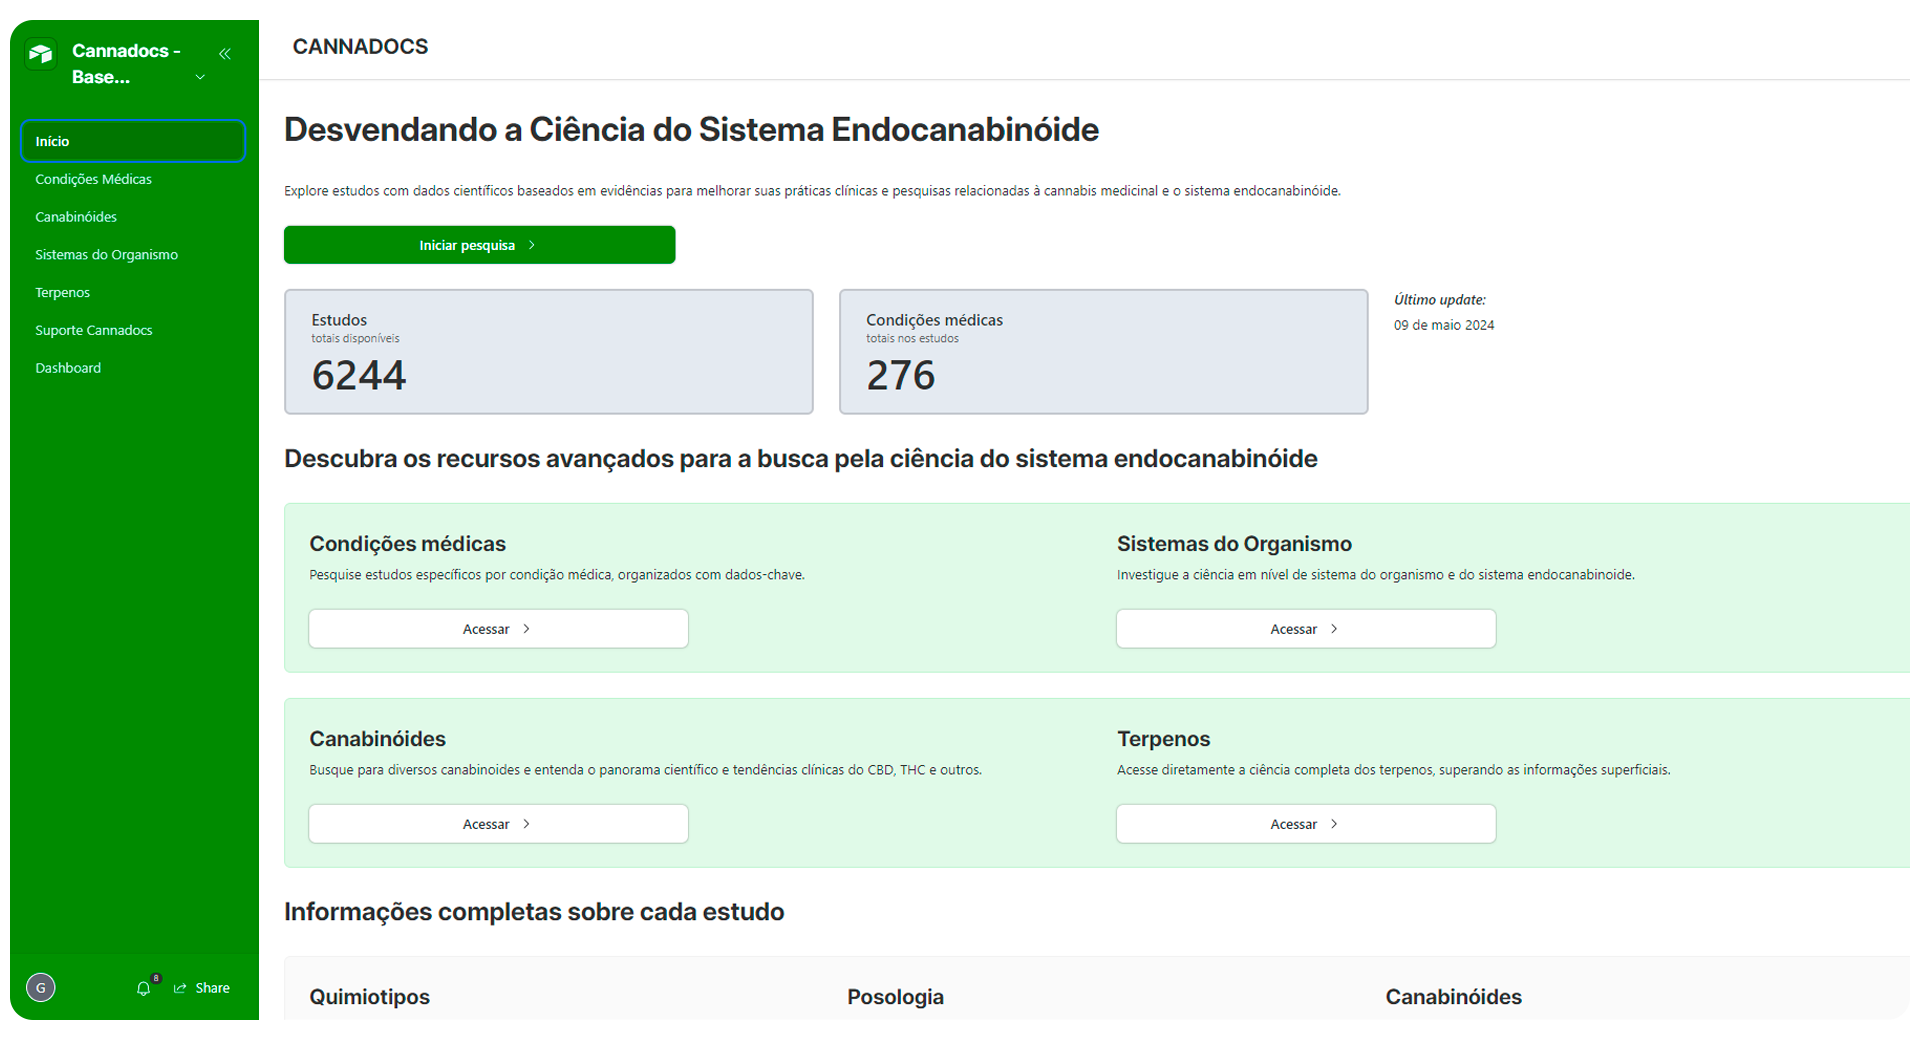 Cannadocs -
Base...
Início
Condições Médicas
Canabinóides
Sistemas do Organismo
Terpenos
Suporte Cannadocs
Dashboard
G
8
Share
CANNADOCS
Desvendando a Ciência do Sistema Endocanabinóide
Explore estudos com dados científicos baseados em evidências para melhorar suas práticas clínicas e pesquisas relacionadas à cannabis medicinal e o sistema endocanabinóide.
Iniciar pesquisa
Estudos
totais disponíveis
6244
Condições médicas
totais nos estudos
276
Último update:
09 de maio 2024
Descubra os recursos avançados para a busca pela ciência do sistema endocanabinóide
Condições médicas
Pesquise estudos específicos por condição médica, organizados com dados-chave.
Acessar
Sistemas do Organismo
Investigue a ciência em nível de sistema do organismo e do sistema endocanabinoide.
Acessar
Canabinóides
Busque para diversos canabinoides e entenda o panorama científico e tendências clínicas do CBD, THC e outros.
Acessar
Terpenos
Acesse diretamente a ciência completa dos terpenos, superando as informações superficiais.
Acessar
Informações completas sobre cada estudo
Quimiotipos
Posologia
Canabinóides